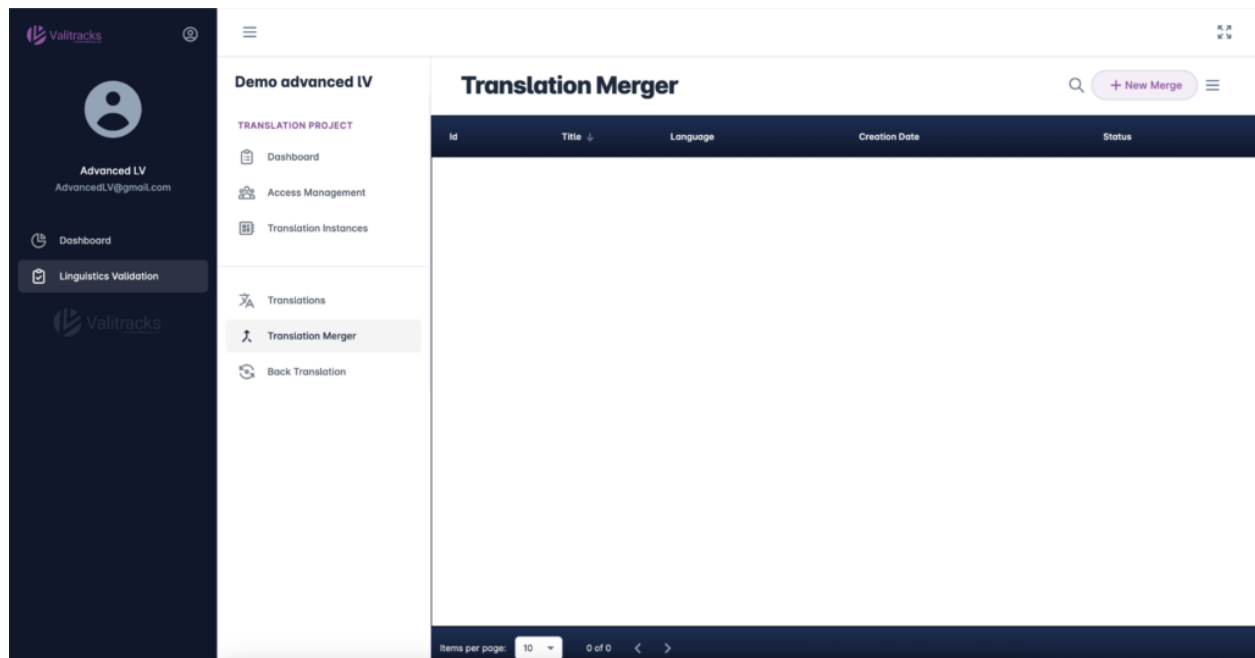 Valitracks
Advanced LV
AdvancedLV@gmail.com
Dashboard
Linguistics Validation
Valitracks
Demo advanced lV
TRANSLATION PROJECT
Dashboard
Access Management
Translation Instances
Translations
Translation Merger
Back Translation
Translation Merger
+ New Merge
Id Title ↓ Language Creation Date Status
Items per page: 10 0 of 0